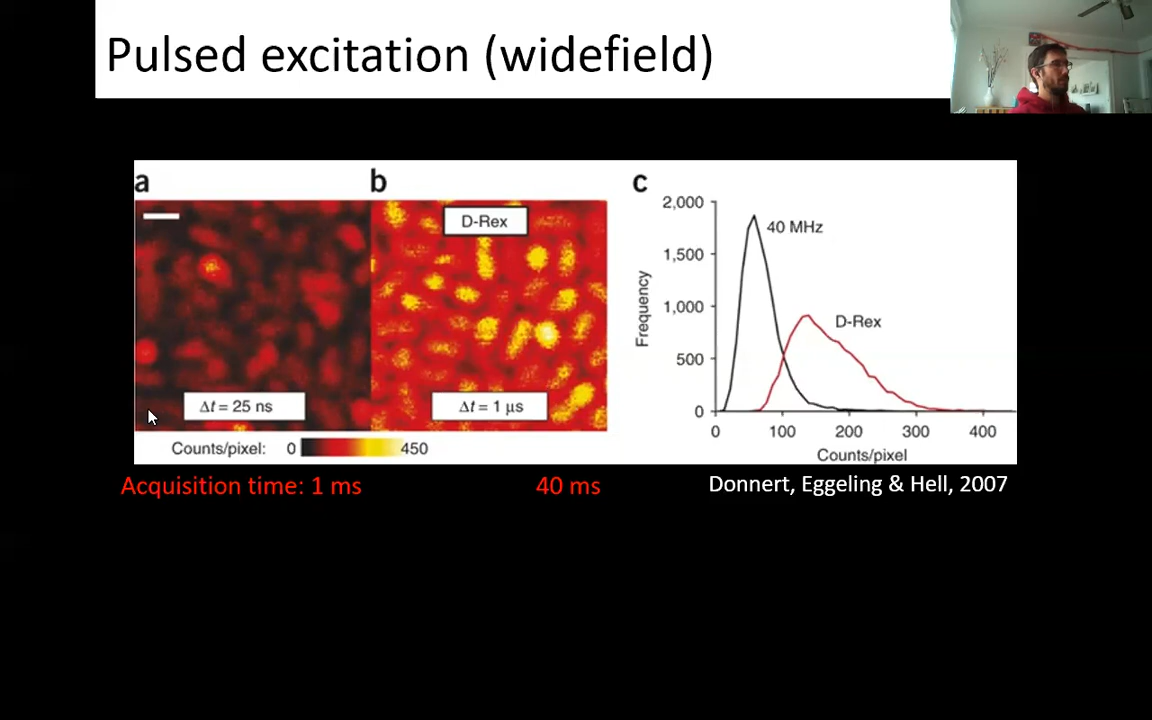 Pulsed excitation (widefield)
a
b
c
D-Rex
Δt = 25 ns
Δt = 1 µs
Counts/pixel: 0 450
2,000
1,500
1,000
500
0
Frequency
40 MHz
D-Rex
0 100 200 300 400
Counts/pixel
Acquisition time: 1 ms
40 ms
Donnert, Eggeling & Hell, 2007